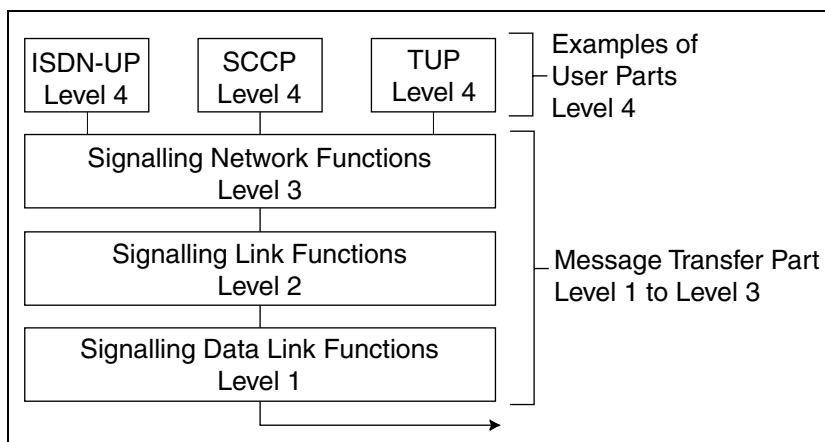 ISDN-UP
Level 4
SCCP
Level 4
TUP
Level 4
Examples of
User Parts
Level 4
Signalling Network Functions
Level 3
Signalling Link Functions
Level 2
Message Transfer Part
Level 1 to Level 3
Signalling Data Link Functions
Level 1